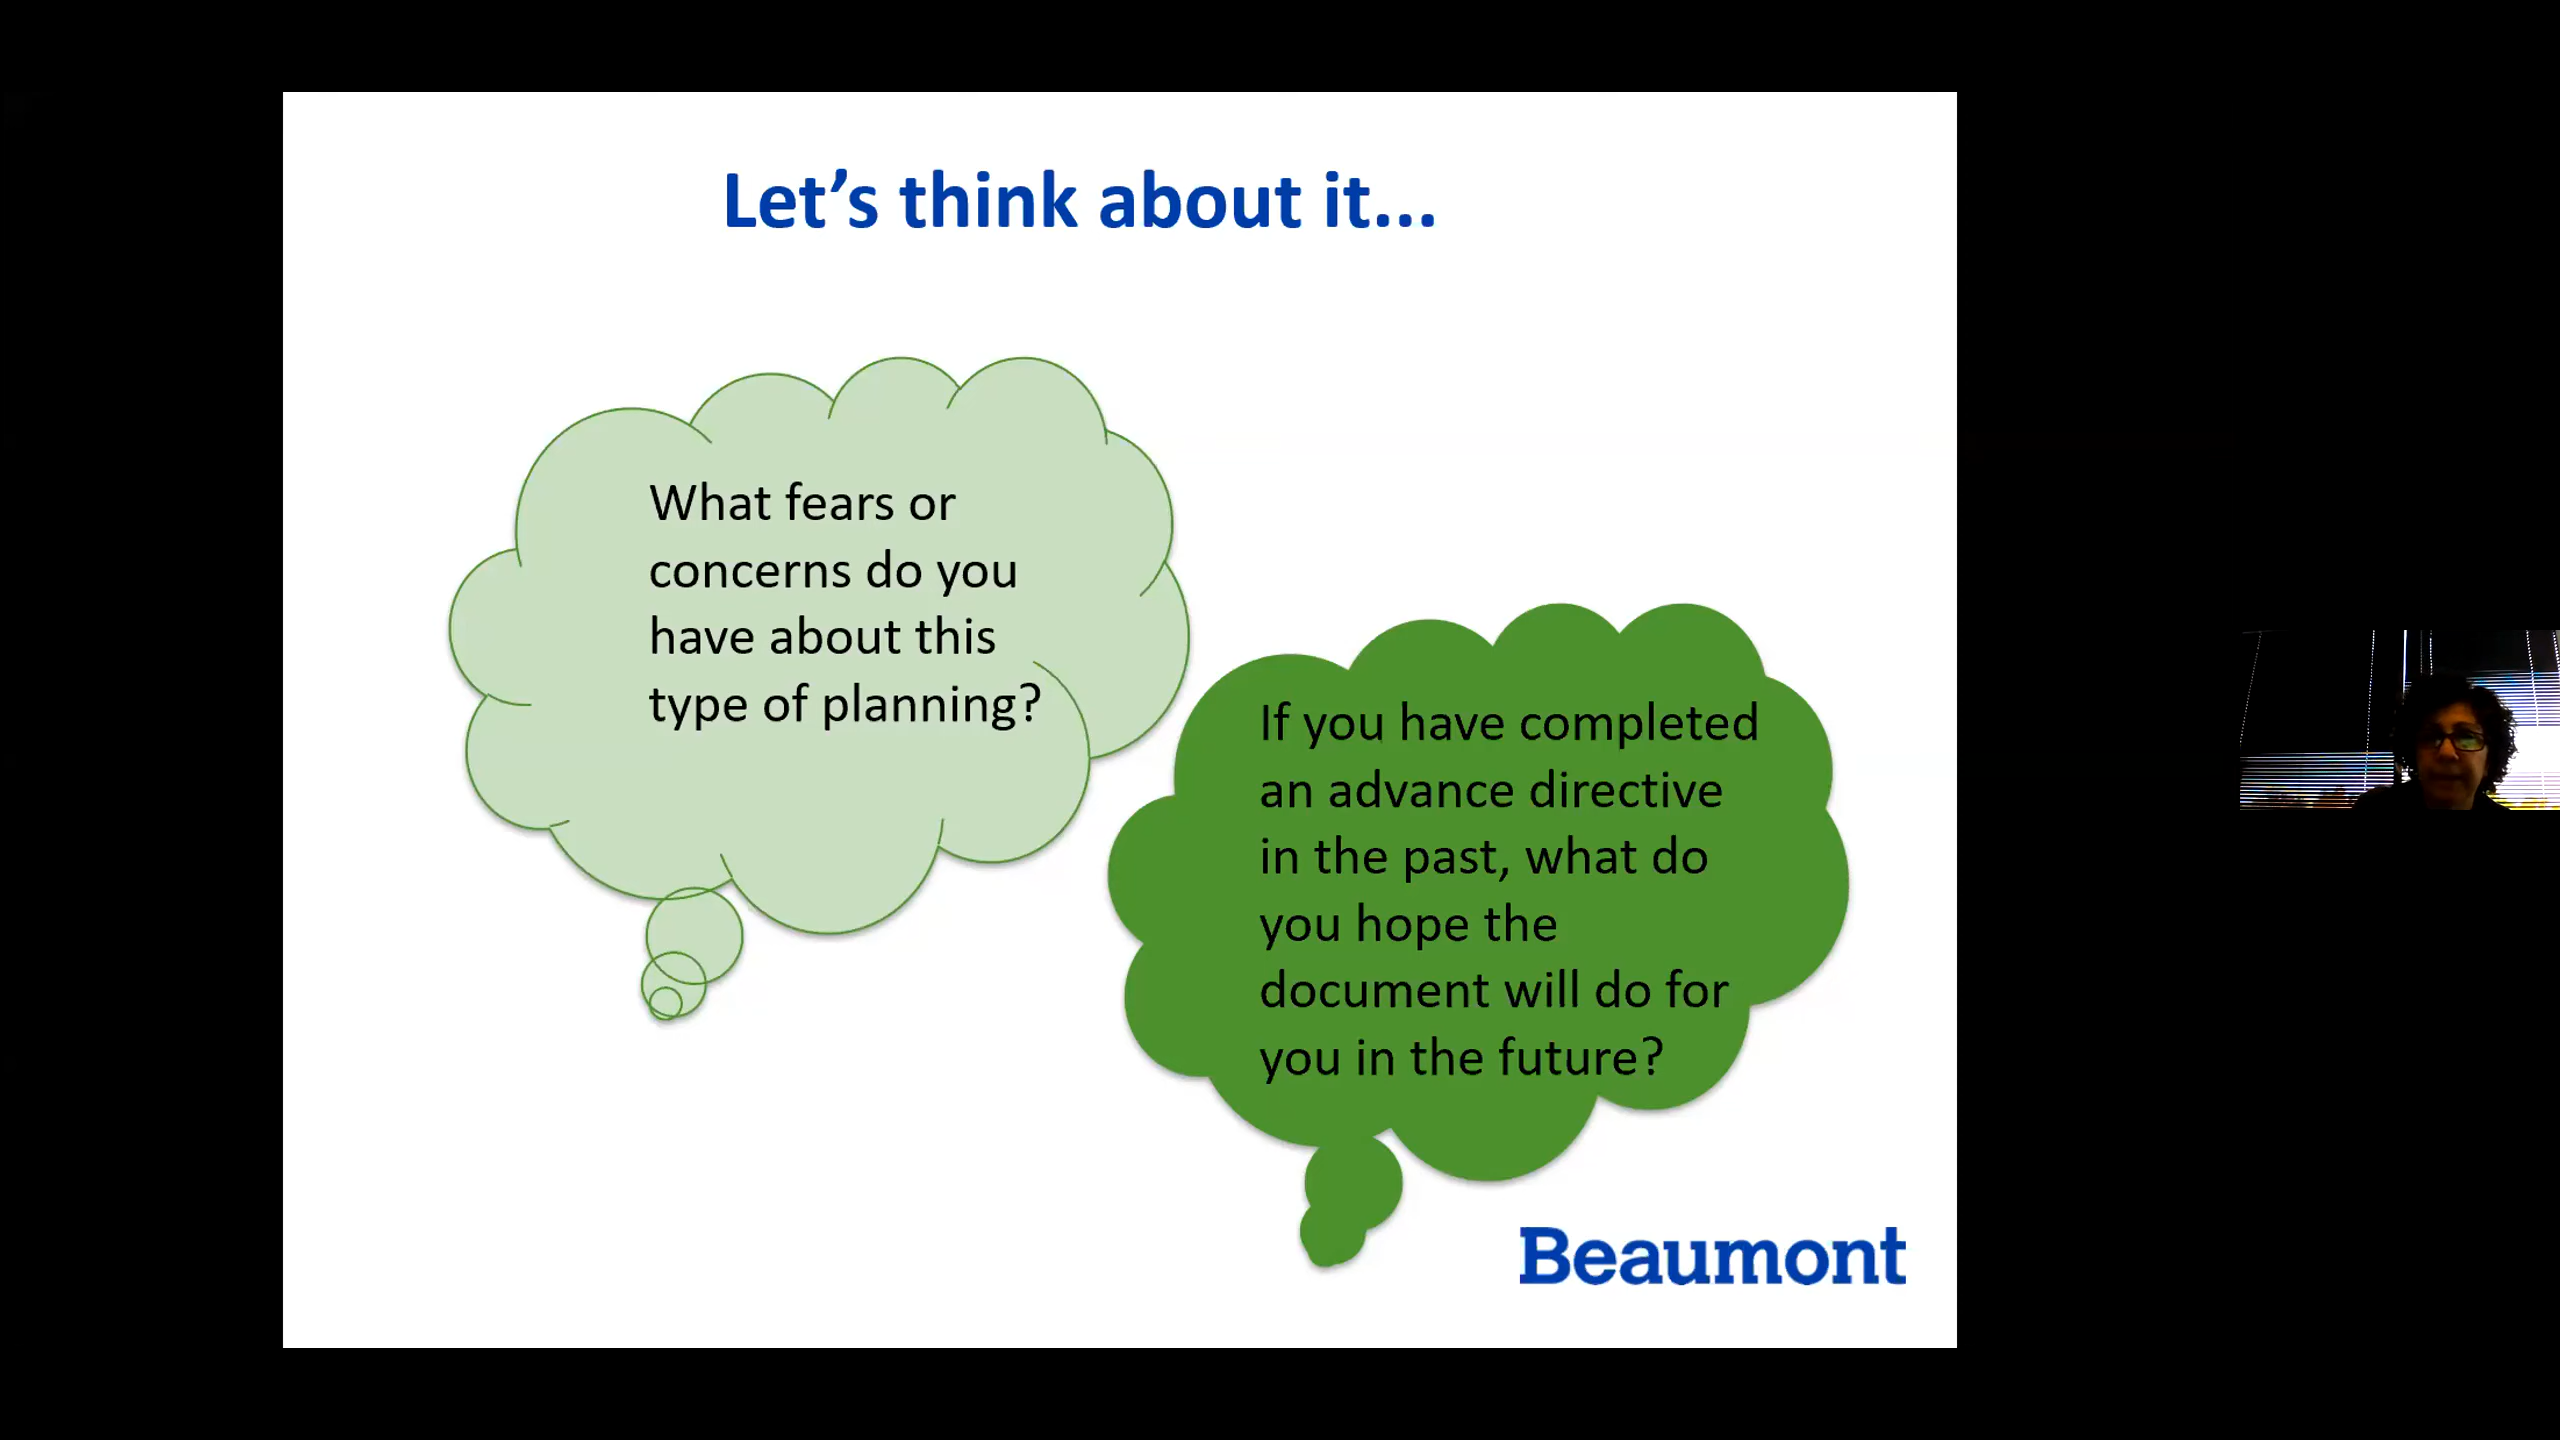 Let’s think about it...
What fears or
concerns do you
have about this
type of planning?
If you have completed
an advance directive
in the past, what do
you hope the
document will do for
you in the future?
Beaumont